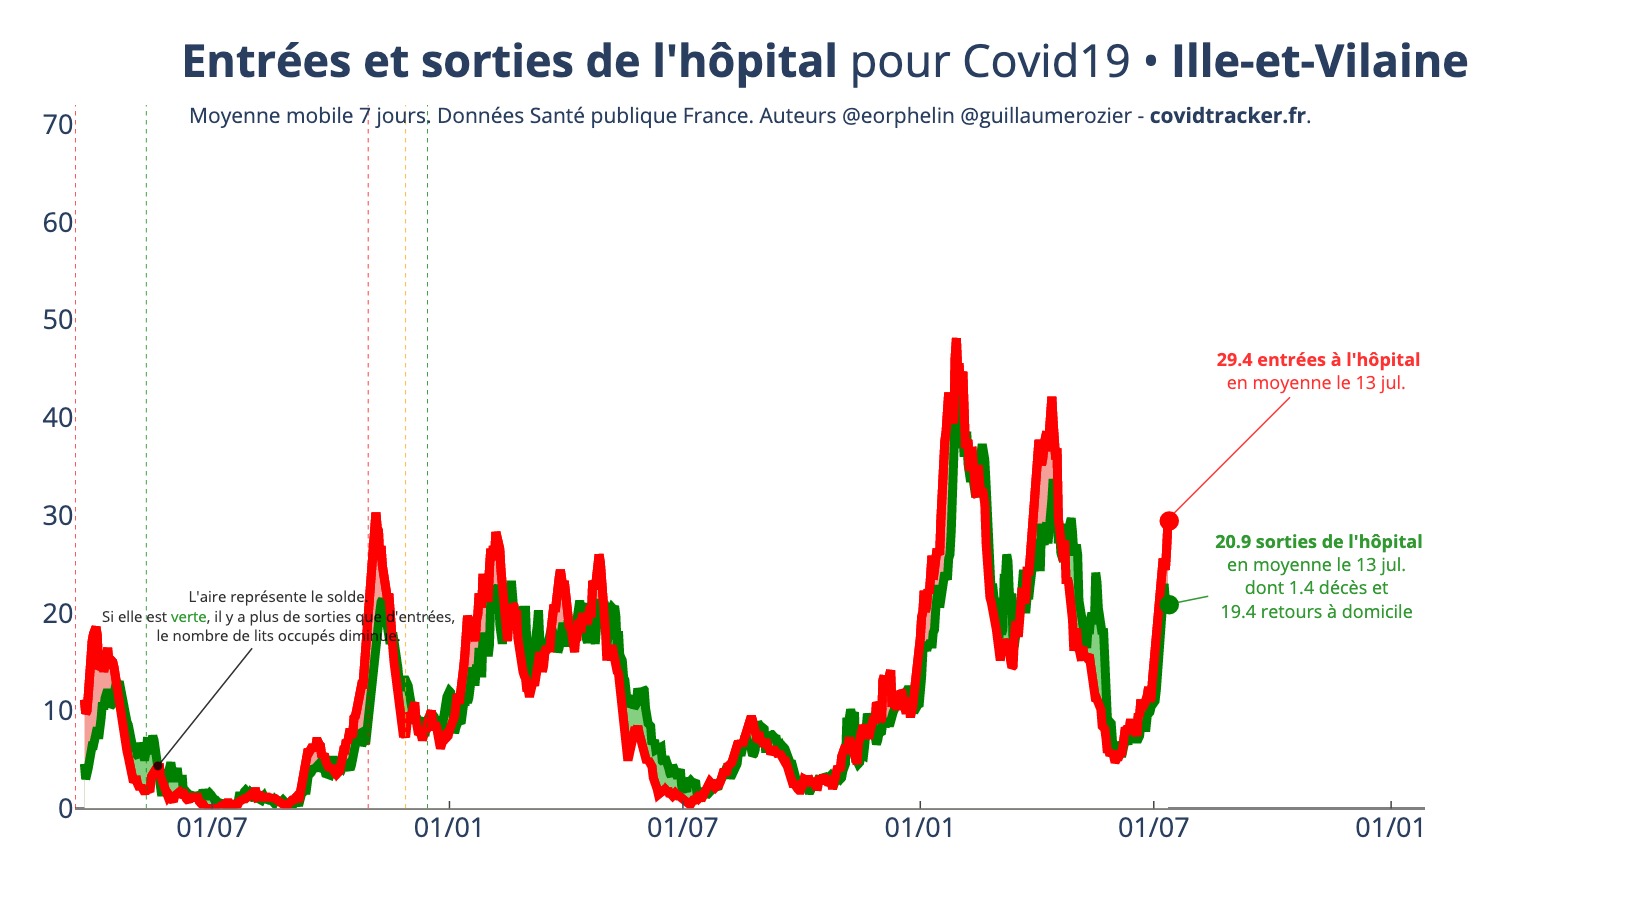 Entrées et sorties de l'hôpital pour Covid19 • Ille-et-Vilaine
Moyenne mobile 7 jours. Données Santé publique France. Auteurs @eorphelin @guillaumerozier - covidtracker.fr.
70
60
50
40
30
20
10
0
29.4 entrées à l'hôpital
en moyenne le 13 jul.
20.9 sorties de l'hôpital
en moyenne le 13 jul.
dont 1.4 décès et
19.4 retours à domicile
L'aire représente le solde.
Si elle est verte, il y a plus de sorties que d'entrées,
le nombre de lits occupés diminue.
01/07
01/01
01/07
01/01
01/07
01/01